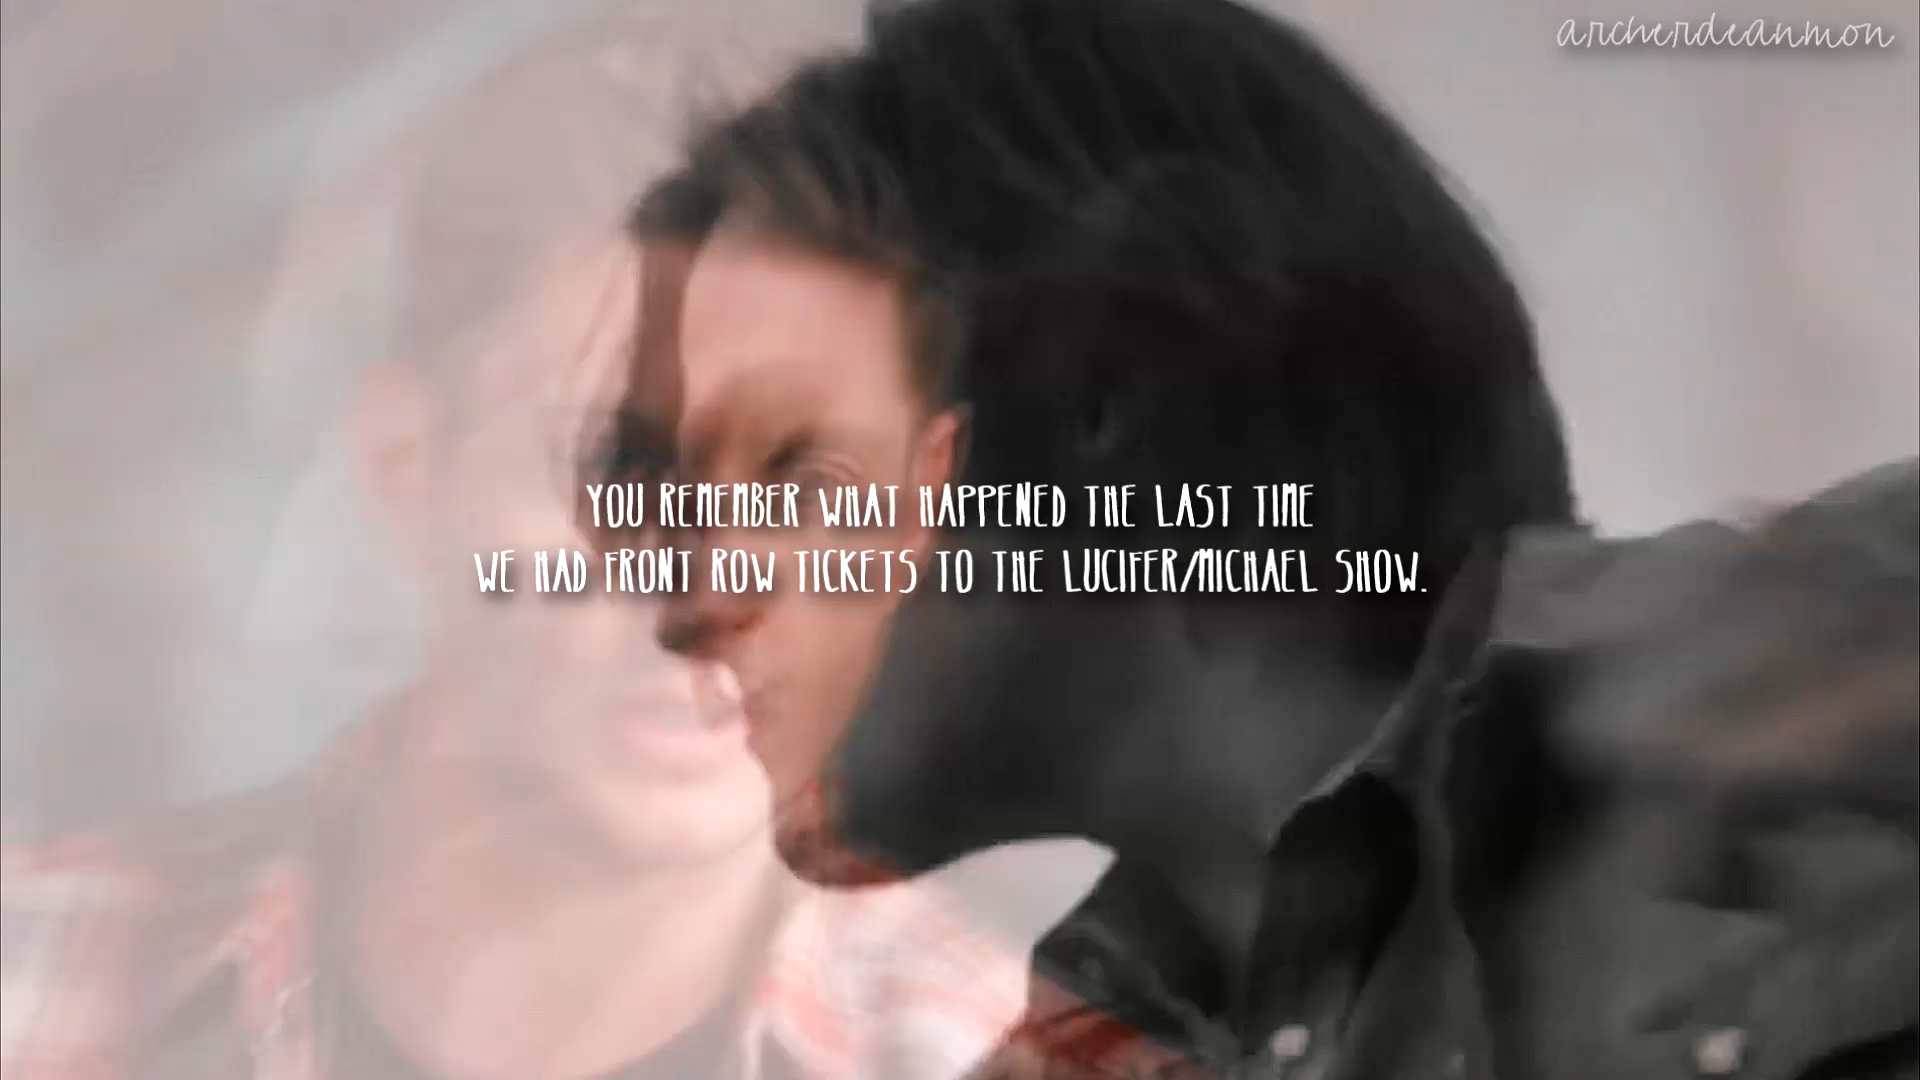 archerdeanmon
YOU REMEMBER WHAT HAPPENED THE LAST TIME
WE HAD FRONT ROW TICKETS TO THE LUCIFER/MICHAEL SHOW.